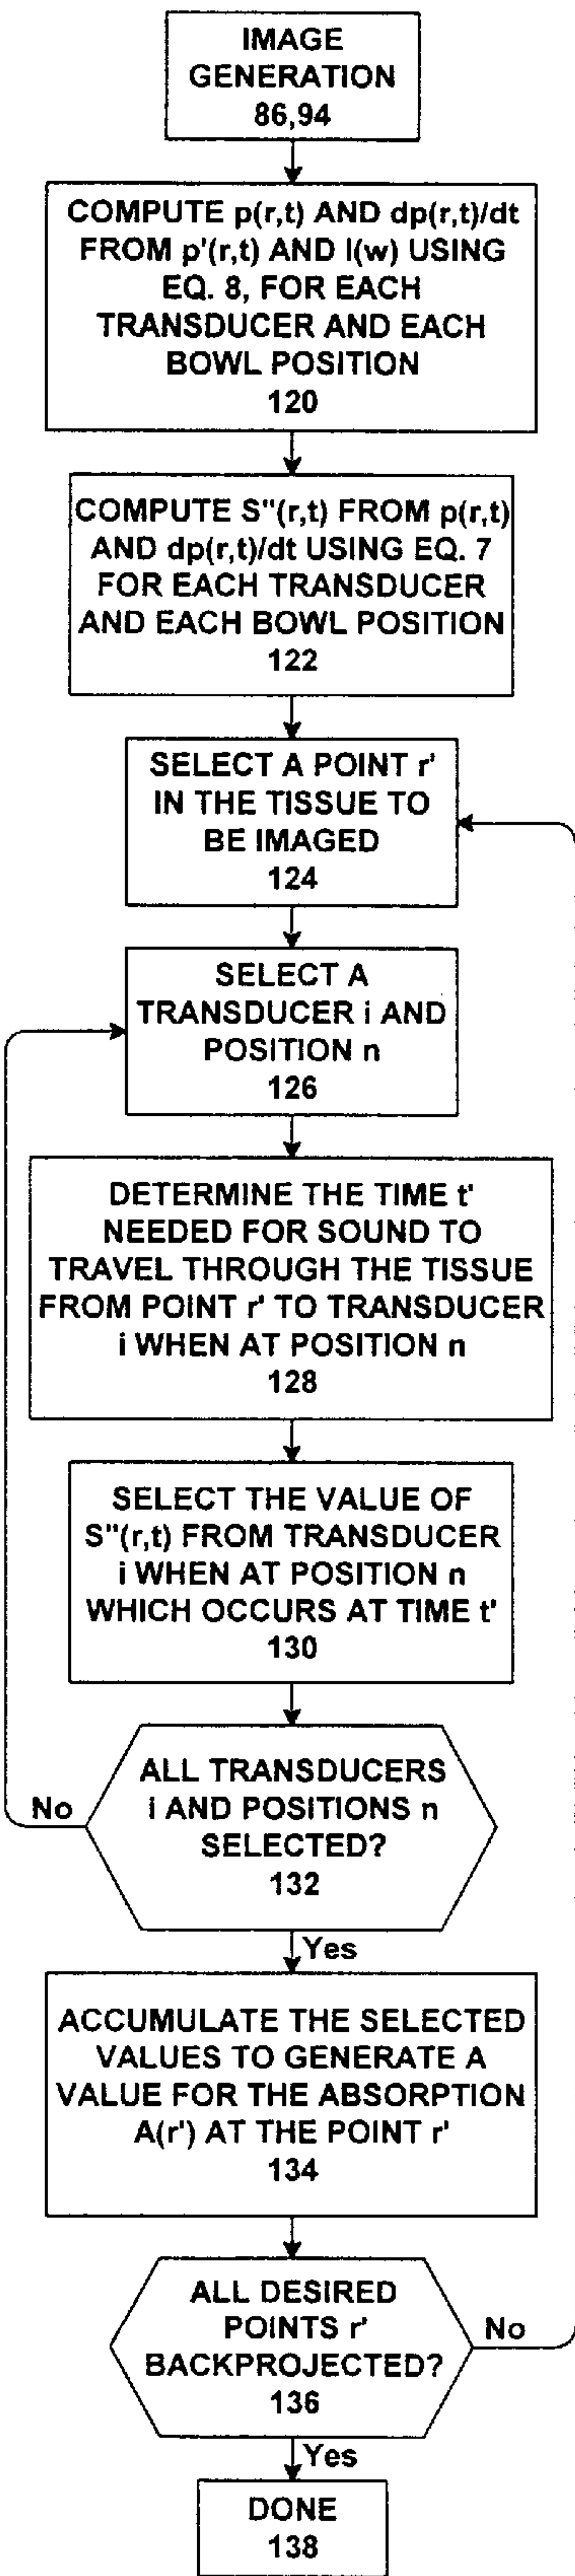 IMAGE
GENERATION
86,94
COMPUTE p(r,t) AND dp(r,t)/dt
FROM p'(r,t) AND I(w) USING
EQ. 8, FOR EACH
TRANSDUCER AND EACH
BOWL POSITION
120
COMPUTE S"(r,t) FROM p(r,t)
AND dp(r,t)/dt USING EQ. 7
FOR EACH TRANSDUCER
AND EACH BOWL POSITION
122
SELECT A POINT r'
IN THE TISSUE TO
BE IMAGED
124
SELECT A
TRANSDUCER i AND
POSITION n
126
DETERMINE THE TIME t'
NEEDED FOR SOUND TO
TRAVEL THROUGH THE TISSUE
FROM POINT r' TO TRANSDUCER
i WHEN AT POSITION n
128
SELECT THE VALUE OF
S"(r,t) FROM TRANSDUCER
i WHEN AT POSITION n
WHICH OCCURS AT TIME t'
130
ALL TRANSDUCERS
i AND POSITIONS n
SELECTED?
132
No
Yes
ACCUMULATE THE SELECTED
VALUES TO GENERATE A
VALUE FOR THE ABSORPTION
A(r') AT THE POINT r'
134
ALL DESIRED
POINTS r'
BACKPROJECTED?
136
No
Yes
DONE
138